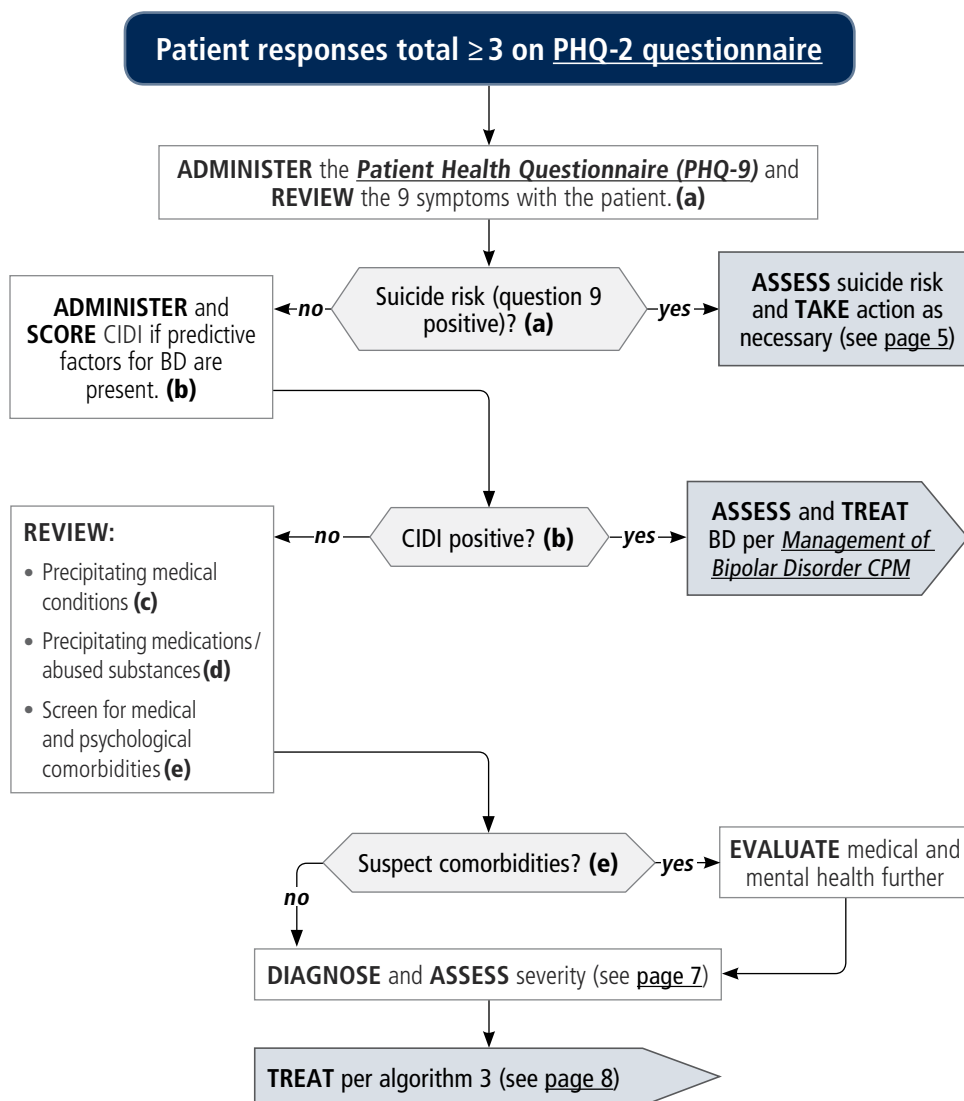 Patient responses total ≥ 3 on PHQ-2 questionnaire
ADMINISTER the Patient Health Questionnaire (PHQ-9) and
REVIEW the 9 symptoms with the patient. (a)
Suicide risk (question 9
positive)? (a)
no
yes
ADMINISTER and
SCORE CIDI if predictive
factors for BD are
present. (b)
ASSESS suicide risk
and TAKE action as
necessary (see page 5)
CIDI positive? (b)
no
yes
REVIEW:
• Precipitating medical
conditions (c)
• Precipitating medications/
abused substances (d)
• Screen for medical
and psychological
comorbidities (e)
ASSESS and TREAT
BD per Management of
Bipolar Disorder CPM
Suspect comorbidities? (e)
yes
no
EVALUATE medical and
mental health further
DIAGNOSE and ASSESS severity (see page 7)
TREAT per algorithm 3 (see page 8)